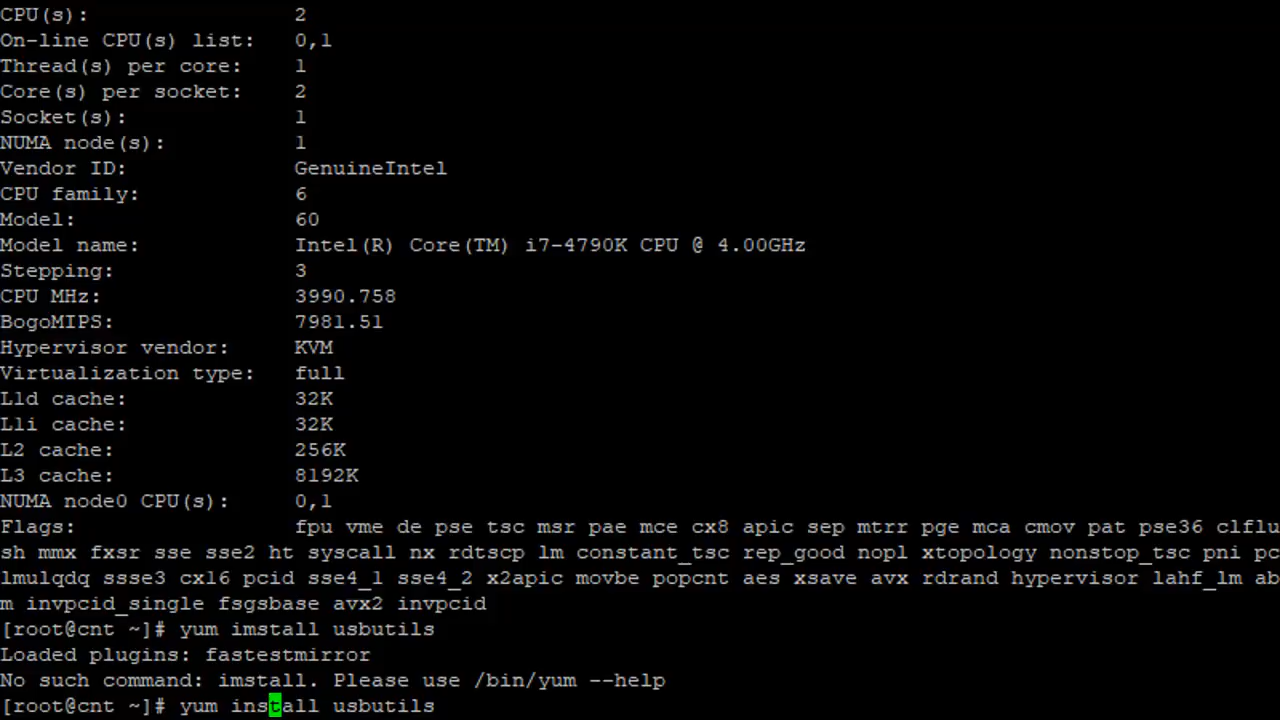 CPU(s):                2
On-line CPU(s) list:   0,1
Thread(s) per core:    1
Core(s) per socket:    2
Socket(s):             1
NUMA node(s):          1
Vendor ID:             GenuineIntel
CPU family:            6
Model:                 60
Model name:            Intel(R) Core(TM) i7-4790K CPU @ 4.00GHz
Stepping:              3
CPU MHz:               3990.758
BogoMIPS:              7981.51
Hypervisor vendor:     KVM
Virtualization type:   full
L1d cache:             32K
L1i cache:             32K
L2 cache:              256K
L3 cache:              8192K
NUMA node0 CPU(s):     0,1
Flags:                 fpu vme de pse tsc msr pae mce cx8 apic sep mtrr pge mca cmov pat pse36 clflu
sh mmx fxsr sse sse2 ht syscall nx rdtscp lm constant_tsc rep_good nopl xtopology nonstop_tsc pni pc
lmulqdq ssse3 cx16 pcid sse4_1 sse4_2 x2apic movbe popcnt aes xsave avx rdrand hypervisor lahf_lm ab
m invpcid_single fsgsbase avx2 invpcid
[root@cnt ~]# yum imstall usbutils
Loaded plugins: fastestmirror
No such command: imstall. Please use /bin/yum --help
[root@cnt ~]# yum install usbutils